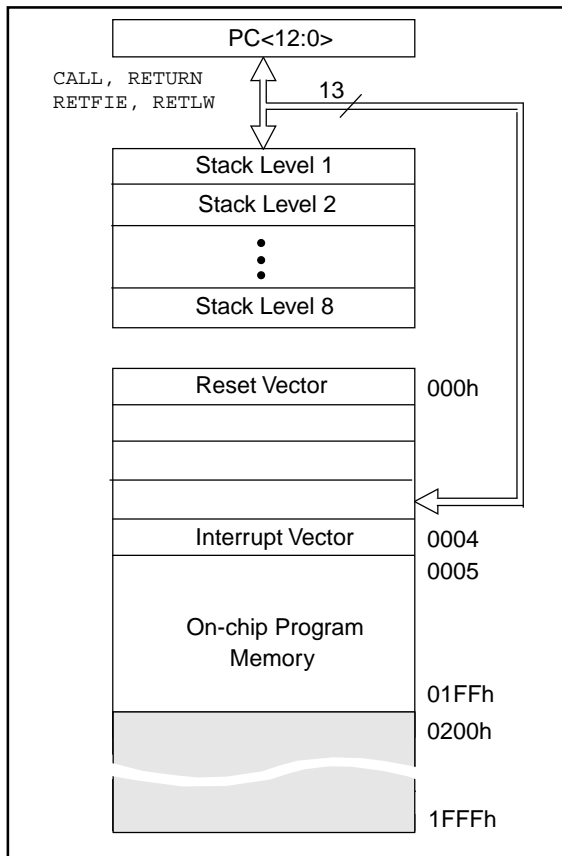 PC<12:0>
CALL, RETURN
RETFIE, RETLW
13
Stack Level 1
Stack Level 2
Stack Level 8
Reset Vector
000h
Interrupt Vector
0004
0005
On-chip Program
Memory
01FFh
0200h
1FFFh